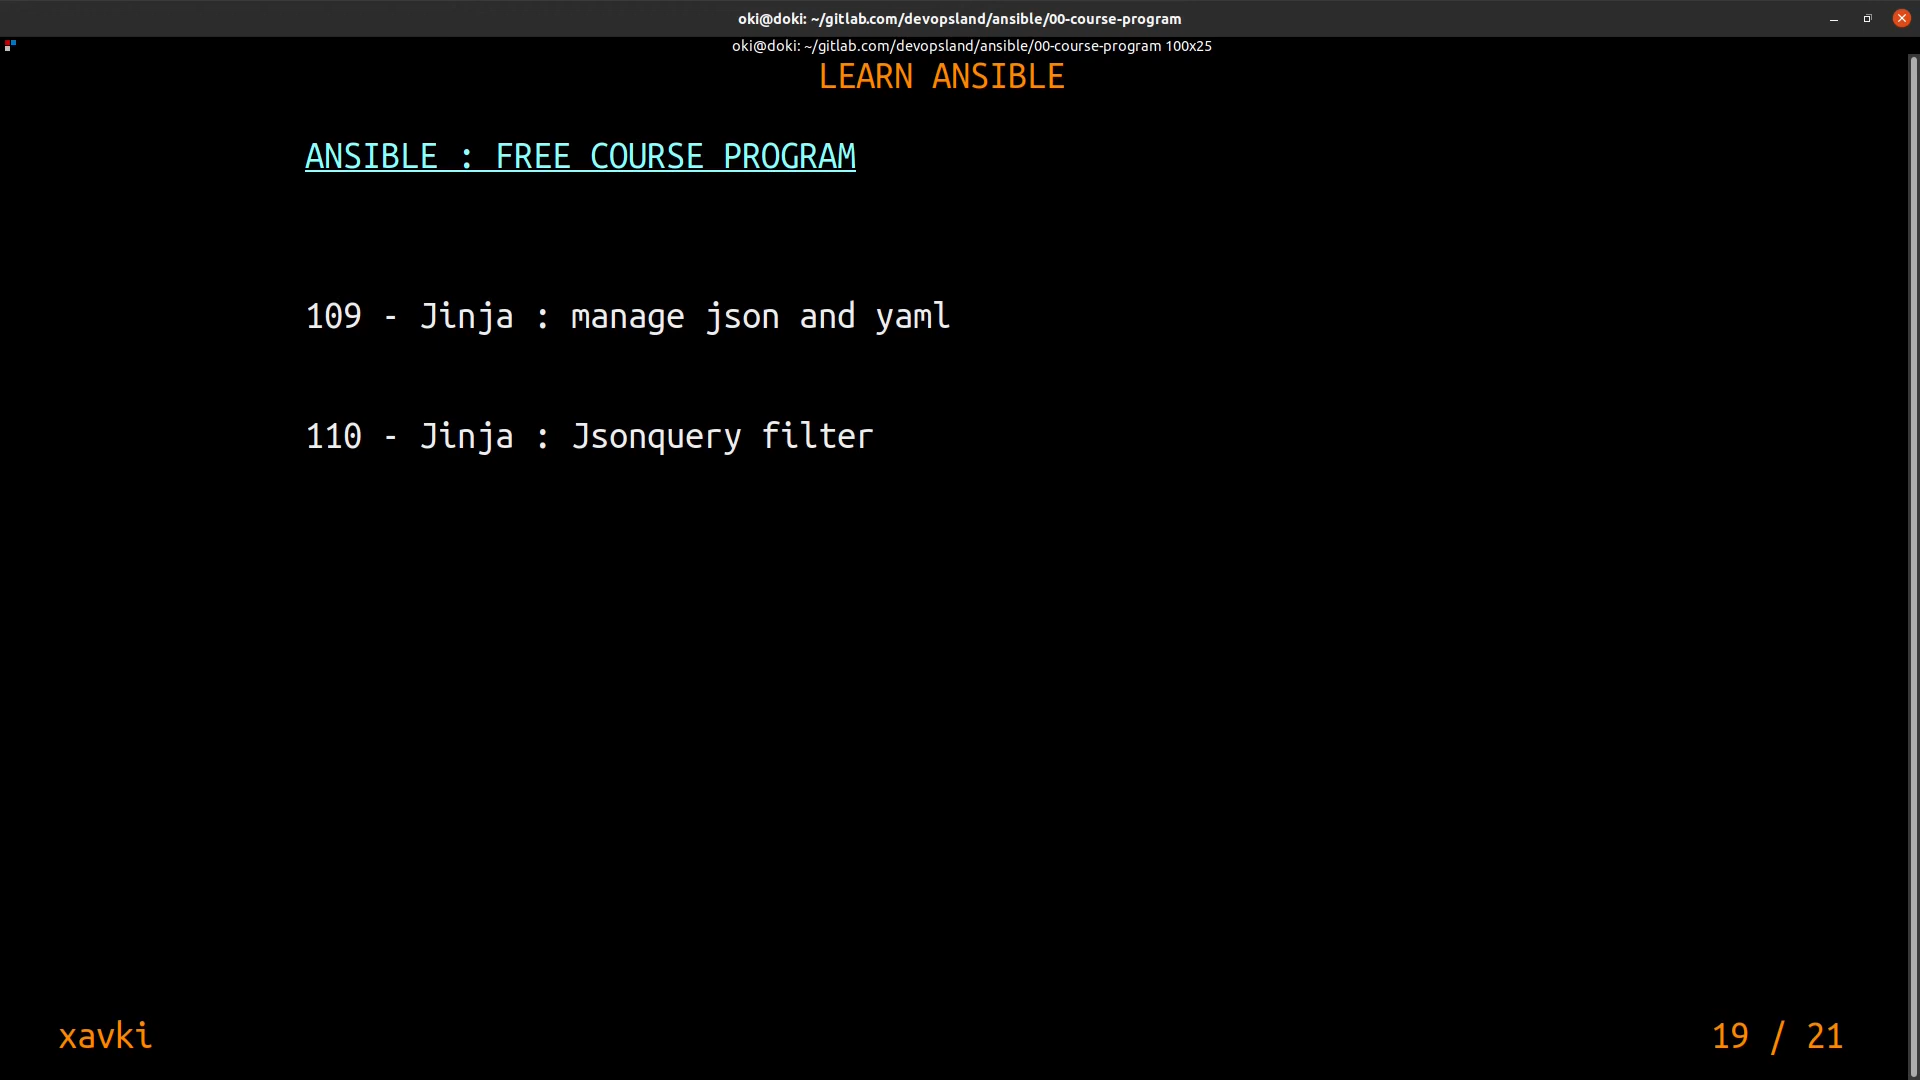 oki@doki: ~/gitlab.com/devopsland/ansible/00-course-program
oki@doki: ~/gitlab.com/devopsland/ansible/00-course-program 100x25
LEARN ANSIBLE
ANSIBLE : FREE COURSE PROGRAM
109 - Jinja : manage json and yaml
110 - Jinja : Jsonquery filter
xavki
19 / 21